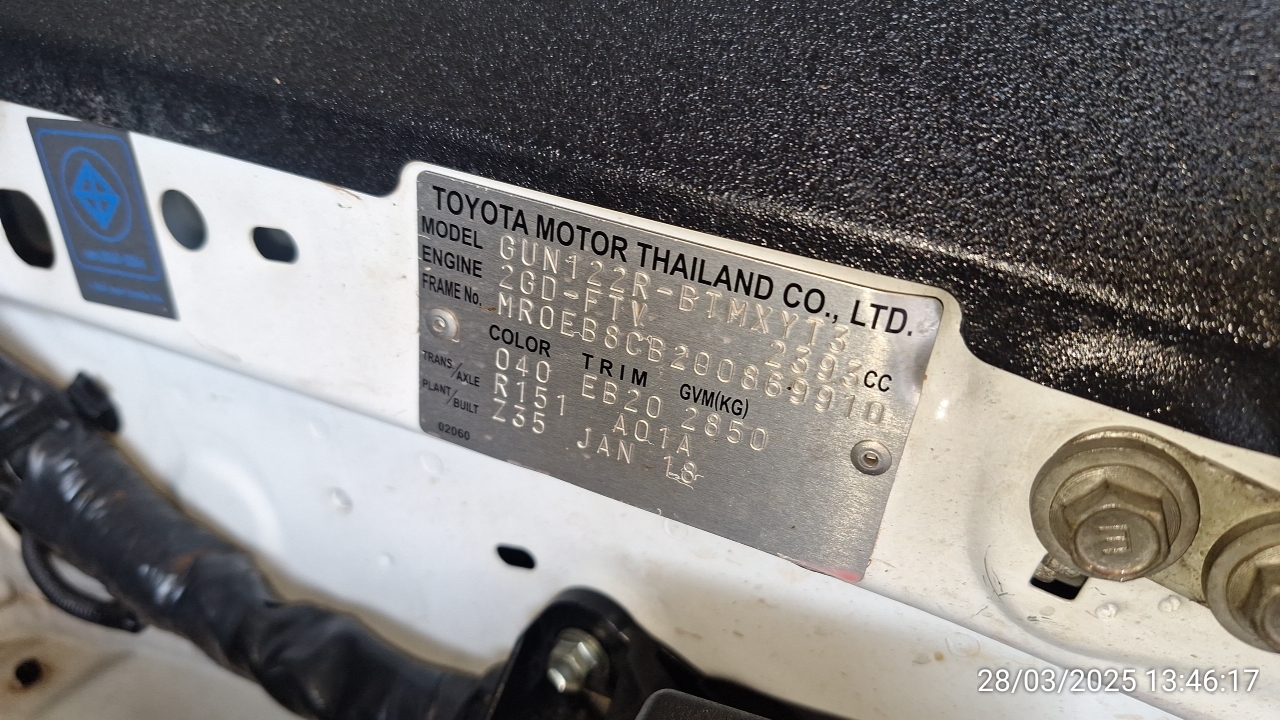 TOYOTA MOTOR THAILAND CO., LTD.
MODEL GUN122R-BTMXYT3
ENGINE 2GD-FTV 2393 CC
FRAME No. MR0EB8CB200869910
COLOR TRIM GVM(KG)
040 EB20 2850
TRANS/AXLE R151 A01A
PLANT/BUILT Z35 JAN 18
02060
28/03/2025 13:46:17